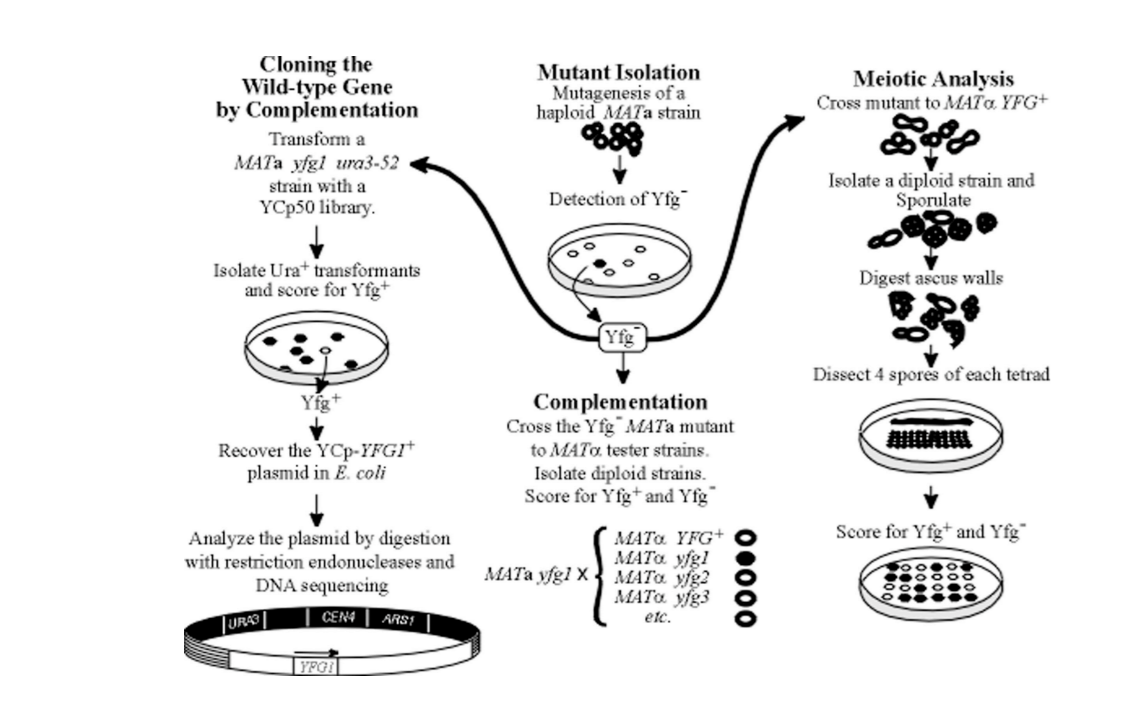 Cloning the
Wild-type Gene
by Complementation
Transform a
MATa yfg1 ura3-52
strain with a
YCp50 library.
Isolate Ura+ transformants
and score for Yfg+
Yfg+
Recover the YCp-YFG1+
plasmid in E. coli
Analyze the plasmid by digestion
with restriction endonucleases and
DNA sequencing
URA3 CEN4 ARS1
YFG1
Mutant Isolation
Mutagenesis of a
haploid MATa strain
Detection of Yfg-
Yfg-
Complementation
Cross the Yfg- MATa mutant
to MATα tester strains.
Isolate diploid strains.
Score for Yfg+ and Yfg-
MATa yfg1 X
MATα YFG+
MATα yfg1
MATα yfg2
MATα yfg3
etc.
Meiotic Analysis
Cross mutant to MATα YFG+
Isolate a diploid strain and
Sporulate
Digest ascus walls
Dissect 4 spores of each tetrad
Score for Yfg+ and Yfg-